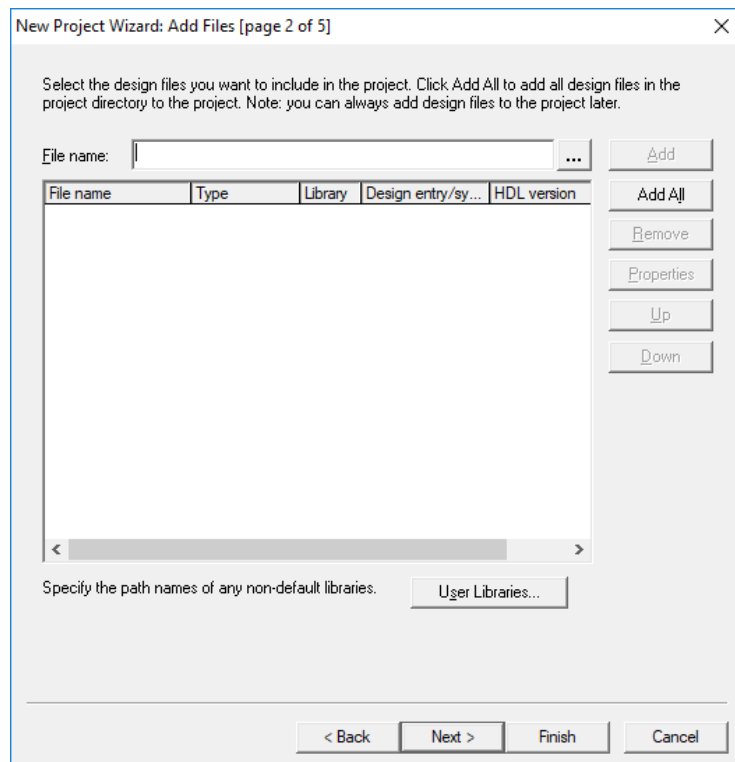 New Project Wizard: Add Files [page 2 of 5]
Select the design files you want to include in the project. Click Add All to add all design files in the
project directory to the project. Note: you can always add design files to the project later.
File name: ... Add
File name Type Library Design entry/sy... HDL version Add All
Remove
Properties
Up
Down
Specify the path names of any non-default libraries. User Libraries...
< Back Next > Finish Cancel